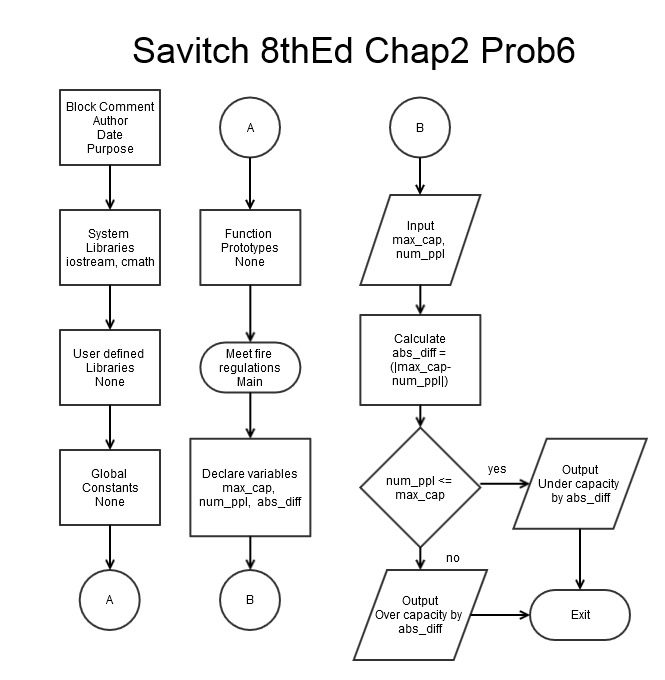 Savitch 8thEd Chap2 Prob6
Block Comment
Author
Date
Purpose
System
Libraries
iostream, cmath
User defined
Libraries
None
Global
Constants
None
A
A
Function
Prototypes
None
Meet fire
regulations
Main
Declare variables
max_cap,
num_ppl, abs_diff
B
B
Input
max_cap,
num_ppl
Calculate
abs_diff =
(|max_cap-
num_ppl|)
num_ppl <=
max_cap
yes
Output
Under capacity
by abs_diff
no
Output
Over capacity by
abs_diff
Exit